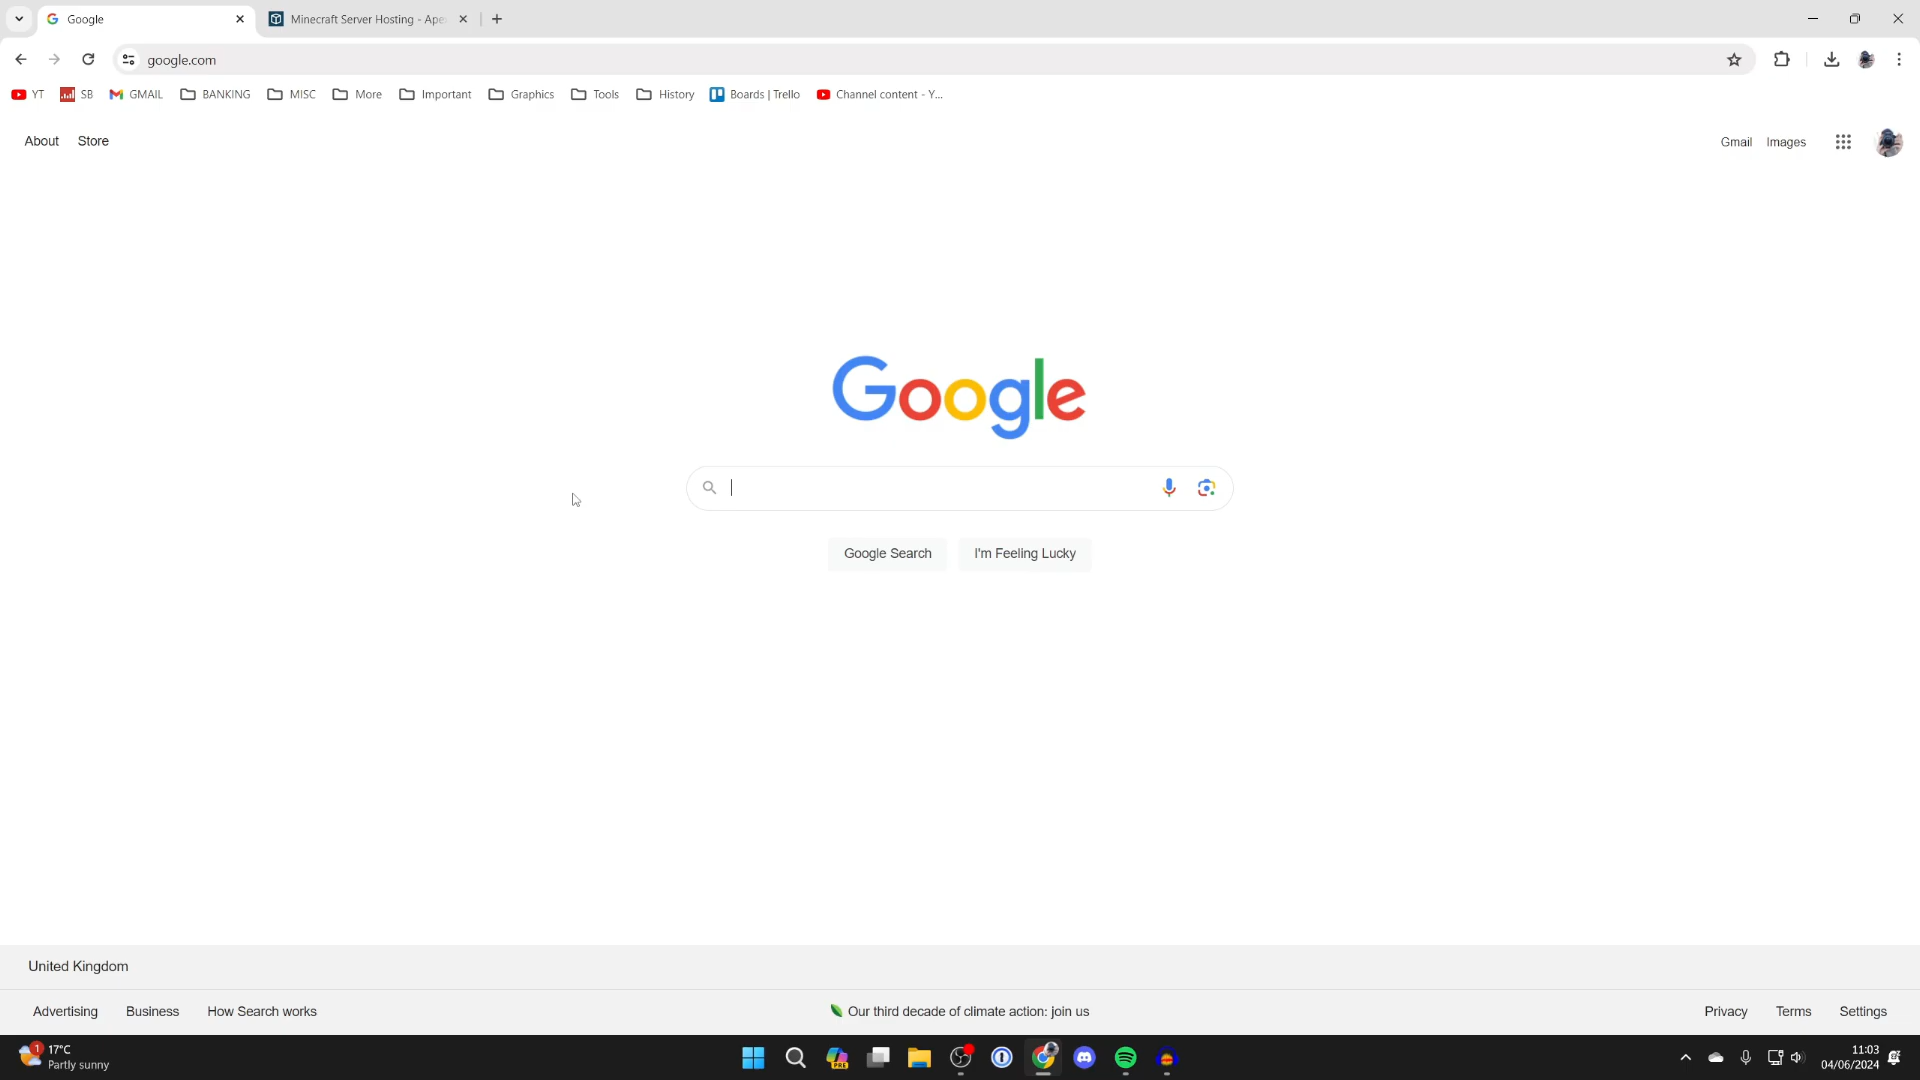 Google
Minecraft Server Hosting - Ape
google.com
YT
SB
GMAIL
BANKING
MISC
More
Important
Graphics
Tools
History
Boards | Trello
Channel content - Y...
About
Store
Gmail
Images
Google
Google Search
I'm Feeling Lucky
United Kingdom
Advertising
Business
How Search works
Our third decade of climate action: join us
Privacy
Terms
Settings
1
17°C
Partly sunny
PRE
11:03
04/06/2024